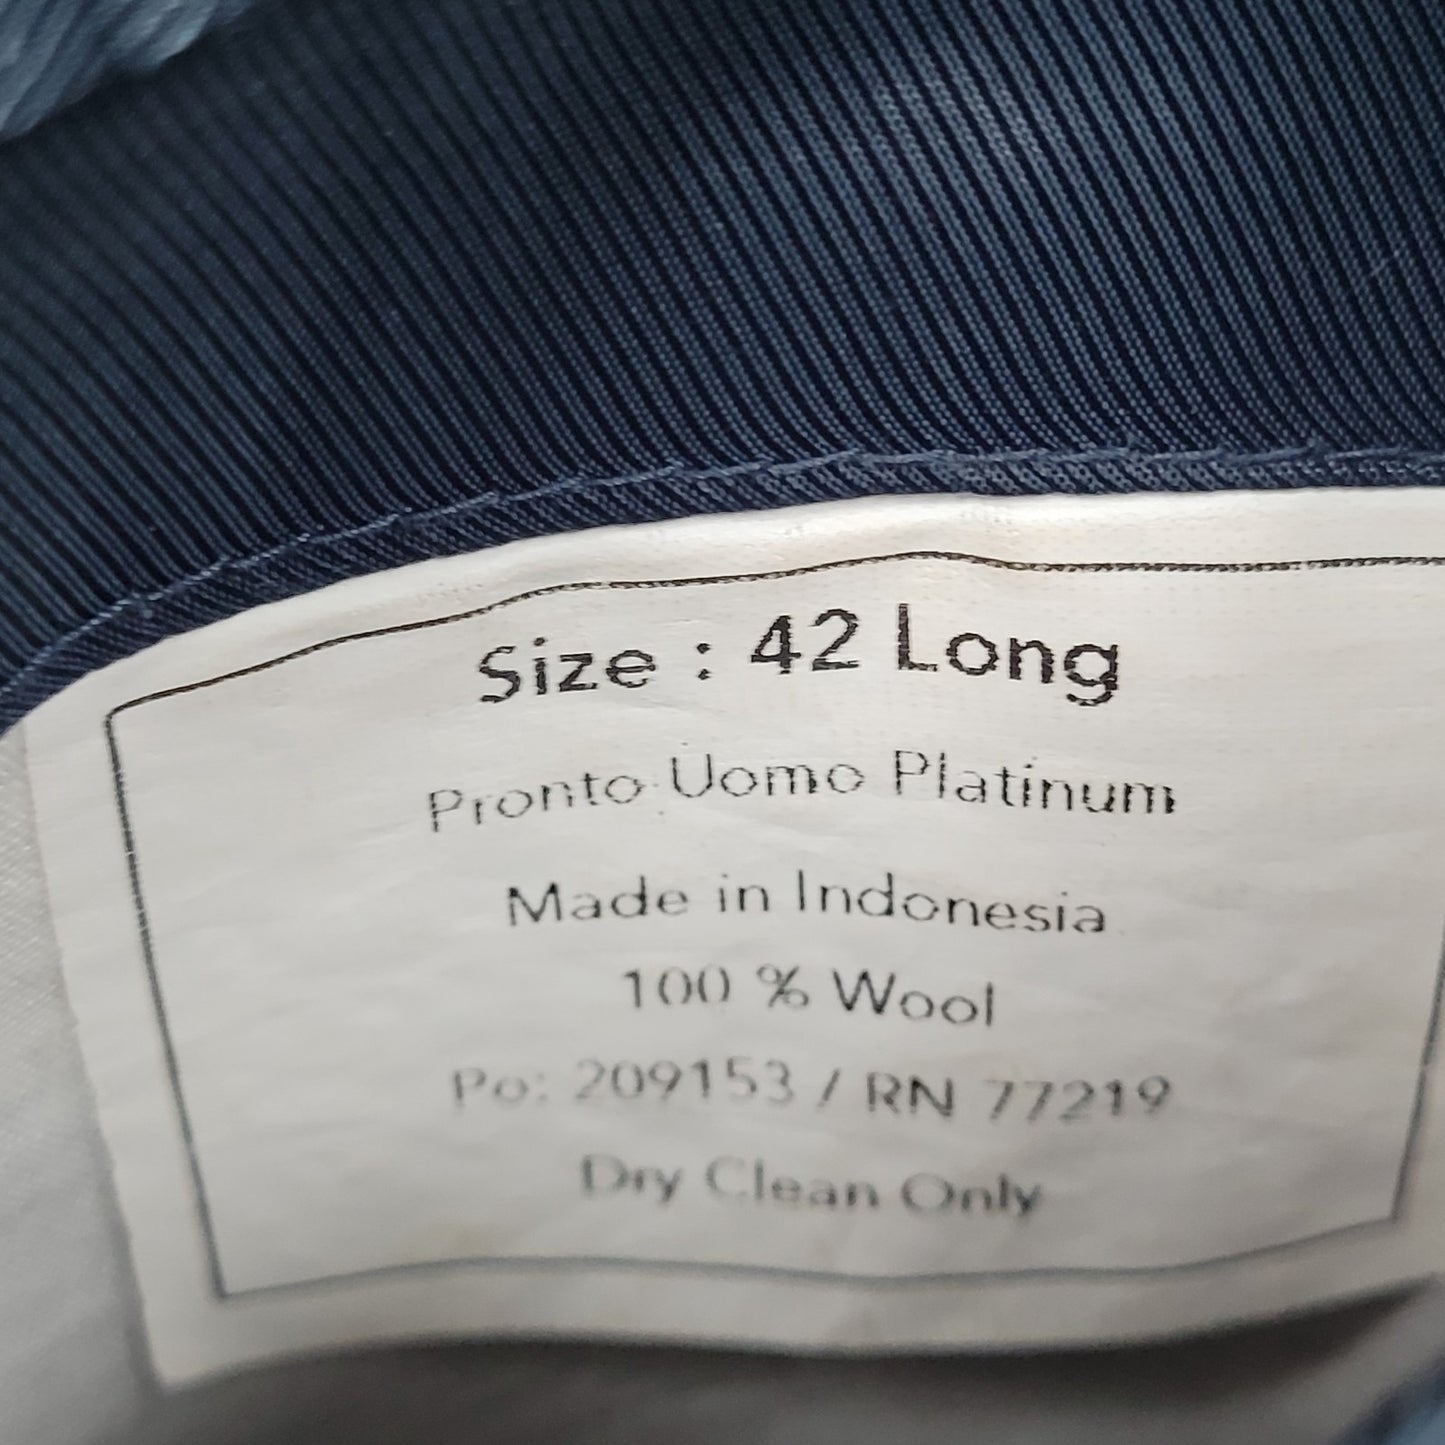 Size : 42 Long
Pronto Uomo Platinum
Made in Indonesia
100 % Wool
Po: 209153 / RN 77219
Dry Clean Only